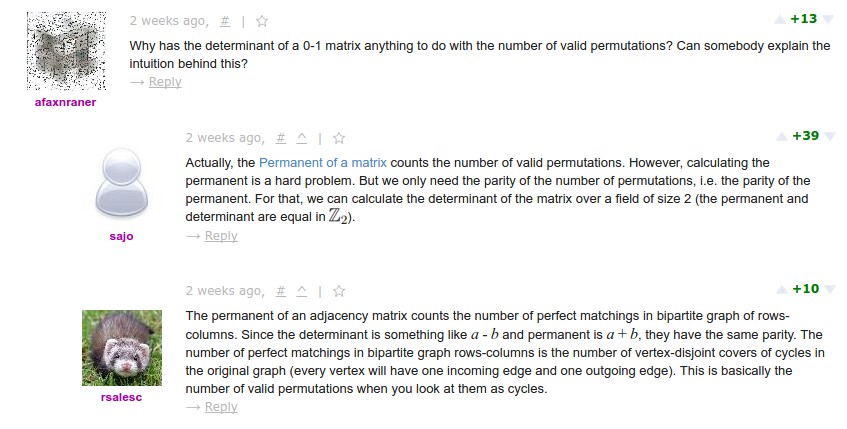 2 weeks ago, # | ☆ +13
Why has the determinant of a 0-1 matrix anything to do with the number of valid permutations? Can somebody explain the
intuition behind this?
→ Reply
afaxnraner
2 weeks ago, # ^ | ☆ +39
Actually, the Permanent of a matrix counts the number of valid permutations. However, calculating the
permanent is a hard problem. But we only need the parity of the number of permutations, i.e. the parity of the
permanent. For that, we can calculate the determinant of the matrix over a field of size 2 (the permanent and
determinant are equal in ℤ₂).
→ Reply
sajo
2 weeks ago, # ^ | ☆ +10
The permanent of an adjacency matrix counts the number of perfect matchings in bipartite graph of rows-
columns. Since the determinant is something like a - b and permanent is a + b, they have the same parity. The
number of perfect matchings in bipartite graph rows-columns is the number of vertex-disjoint covers of cycles in
the original graph (every vertex will have one incoming edge and one outgoing edge). This is basically the
number of valid permutations when you look at them as cycles.
→ Reply
rsalesc